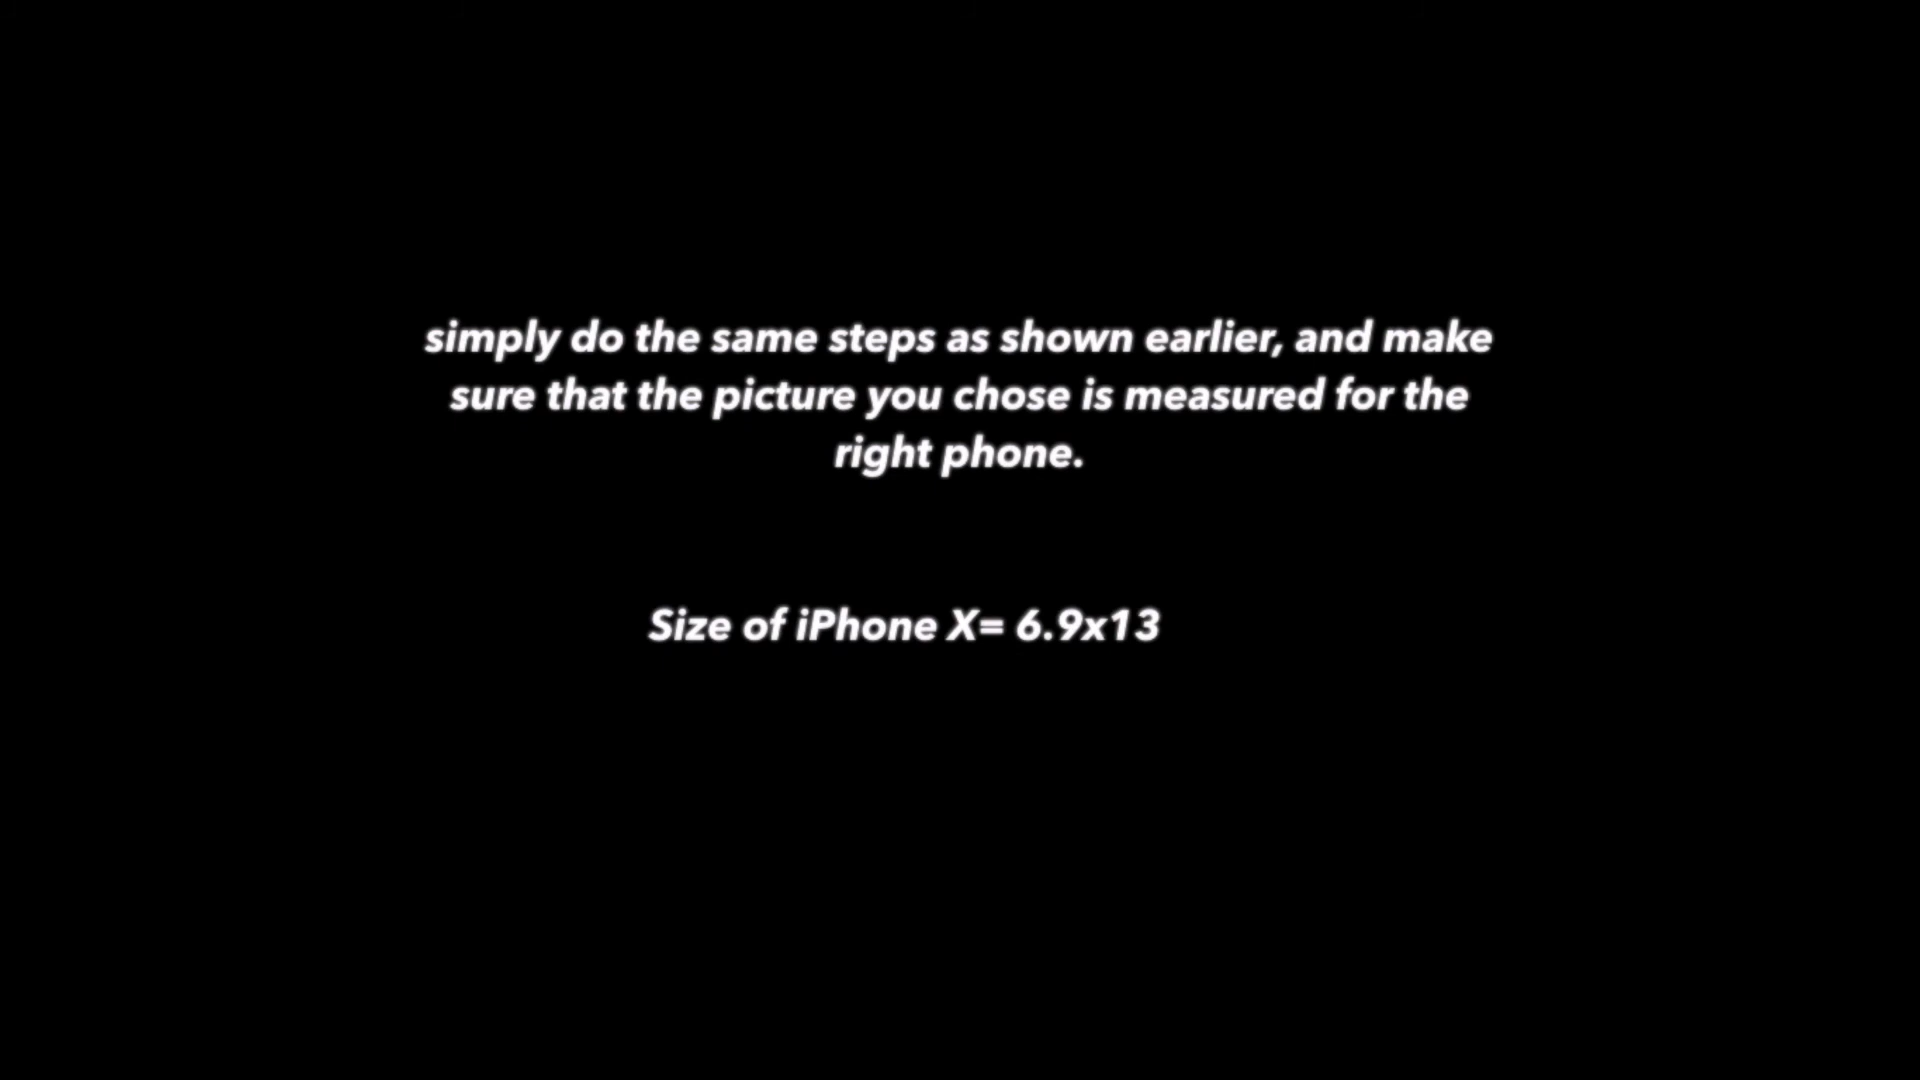 simply do the same steps as shown earlier, and make
sure that the picture you chose is measured for the
right phone.
Size of iPhone X= 6.9x13